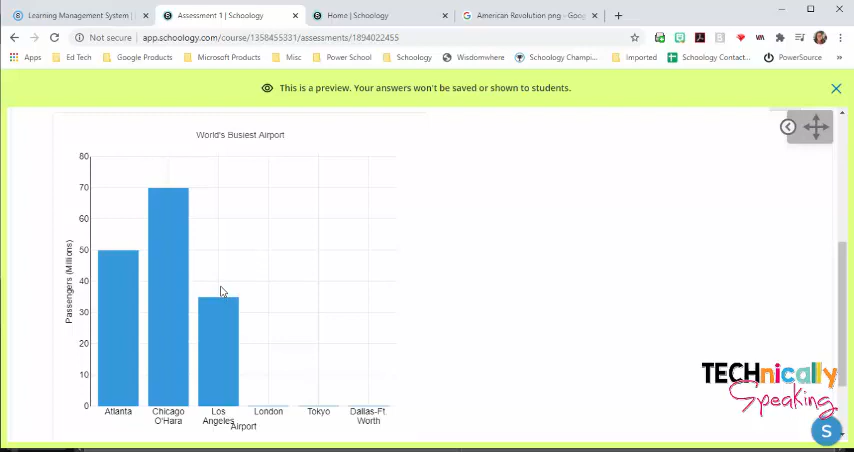 Learning Management System |
Assessment 1 | Schoology
Home | Schoology
American Revolution png - Goog
Not secure | app.schoology.com/course/1358455331/assessments/1894022455
Apps
Ed Tech
Google Products
Microsoft Products
Misc
Power School
Schoology
Wisdomwhere
Schoology Champi...
Imported
Schoology Contact...
PowerSource
This is a preview. Your answers won't be saved or shown to students.
World's Busiest Airport
80
70
60
50
40
30
20
10
0
Passengers (Millions)
Atlanta
Chicago O'Hara
Los Angeles
London
Tokyo
Dallas-Ft. Worth
Airport
TECHnically
Speaking
S